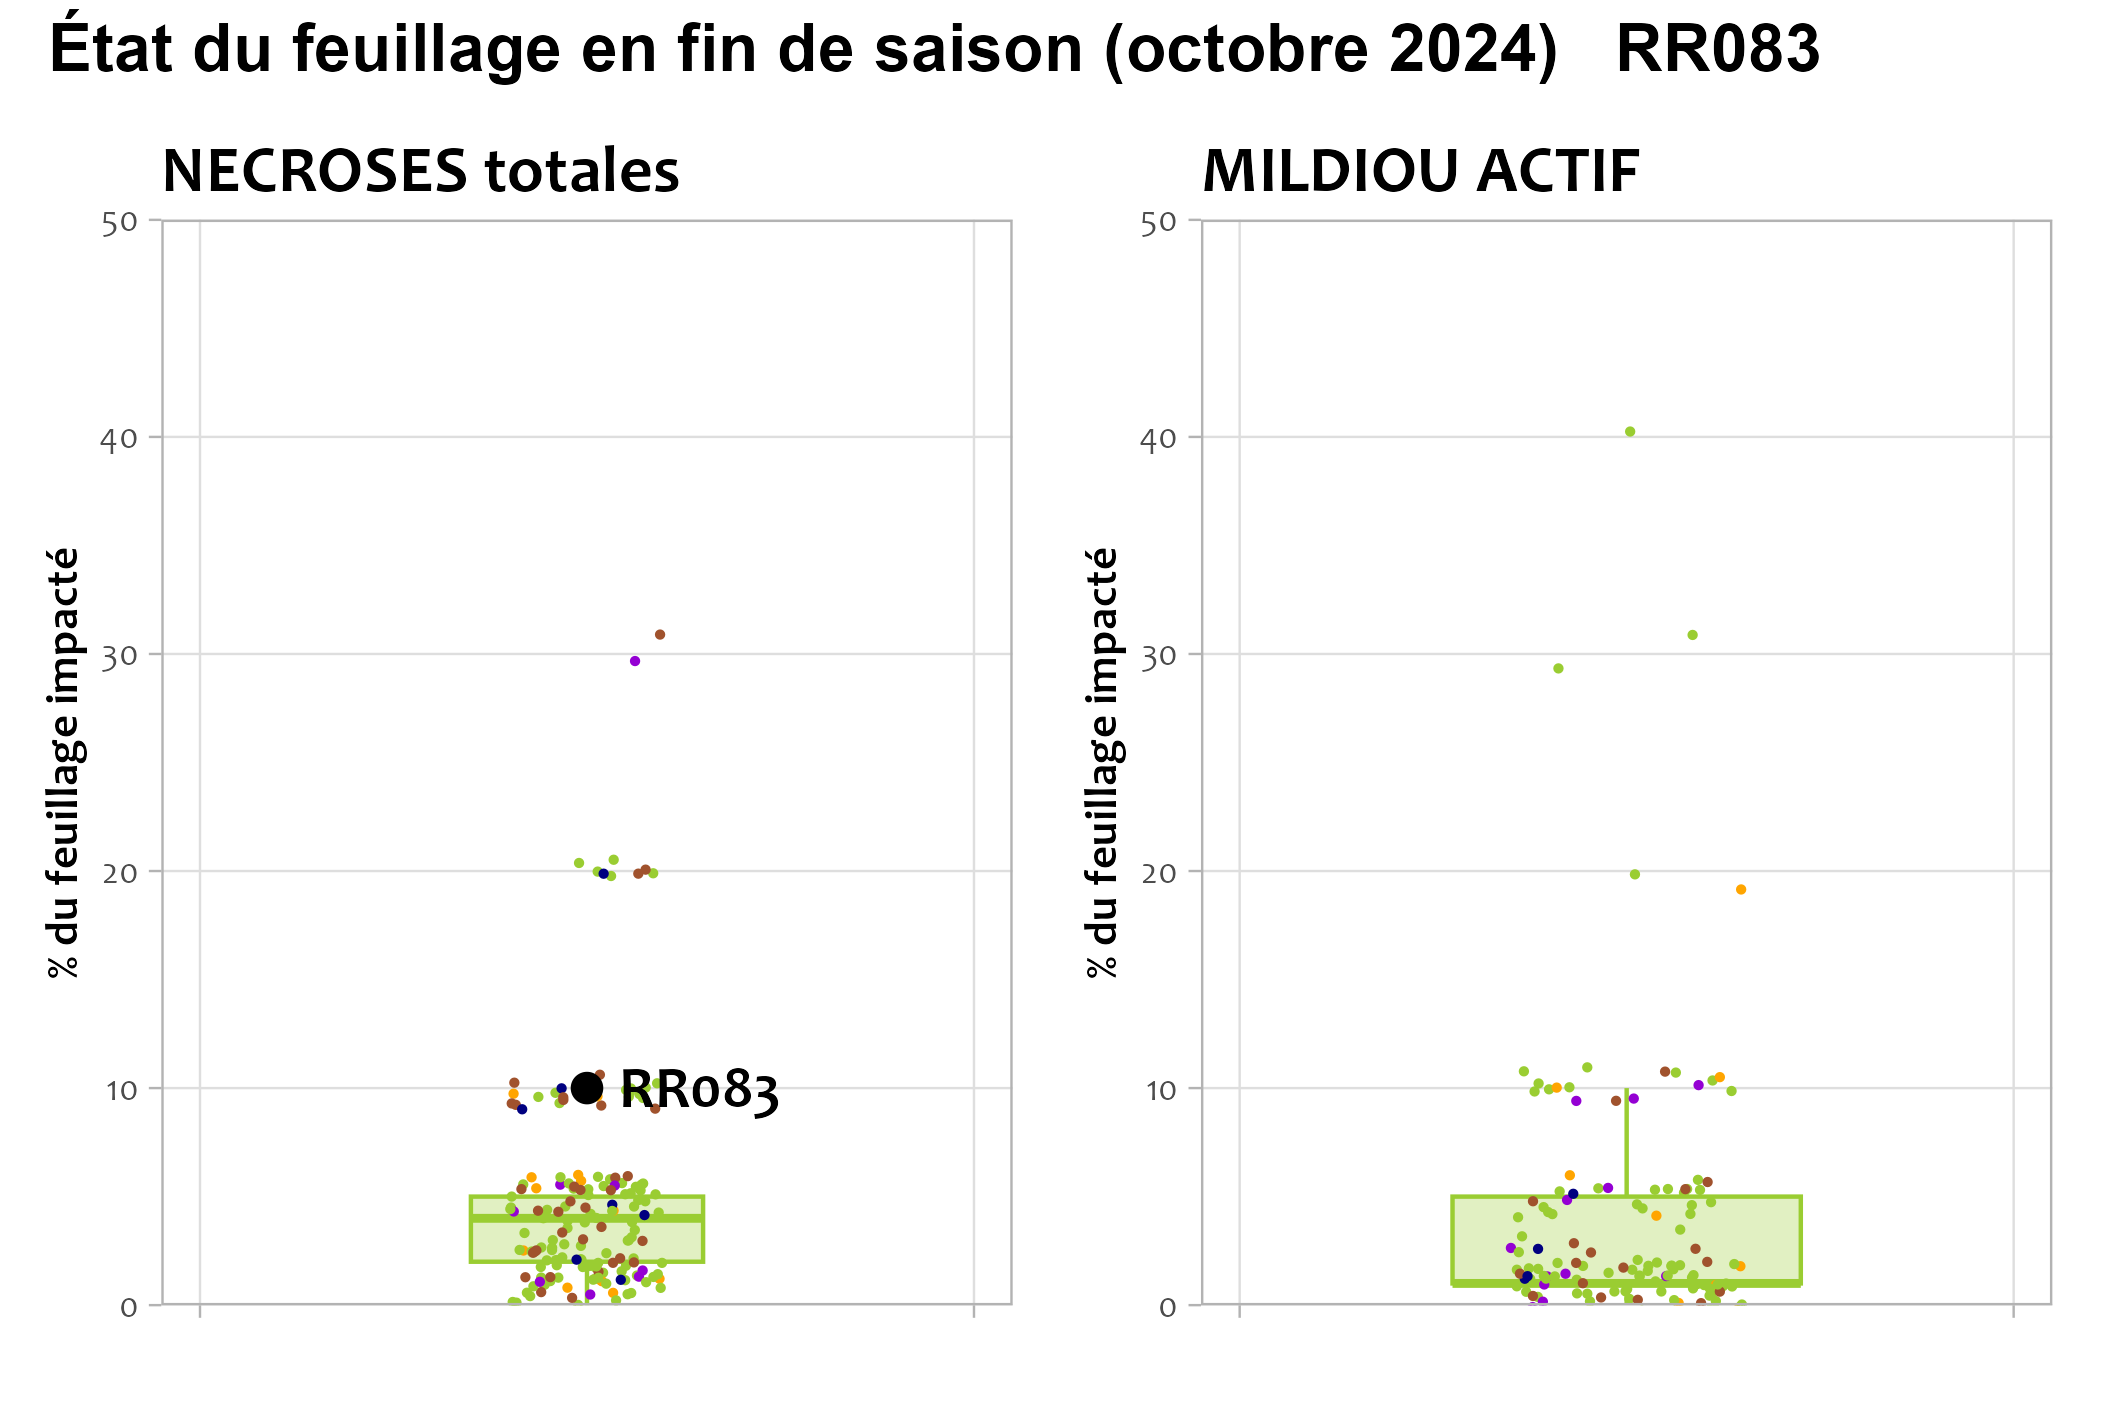 État du feuillage en fin de saison (octobre 2024) RR083
NECROSES totales
MILDIOU ACTIF
% du feuillage impacté
50
40
30
20
10
0
RR083
% du feuillage impacté
50
40
30
20
10
0